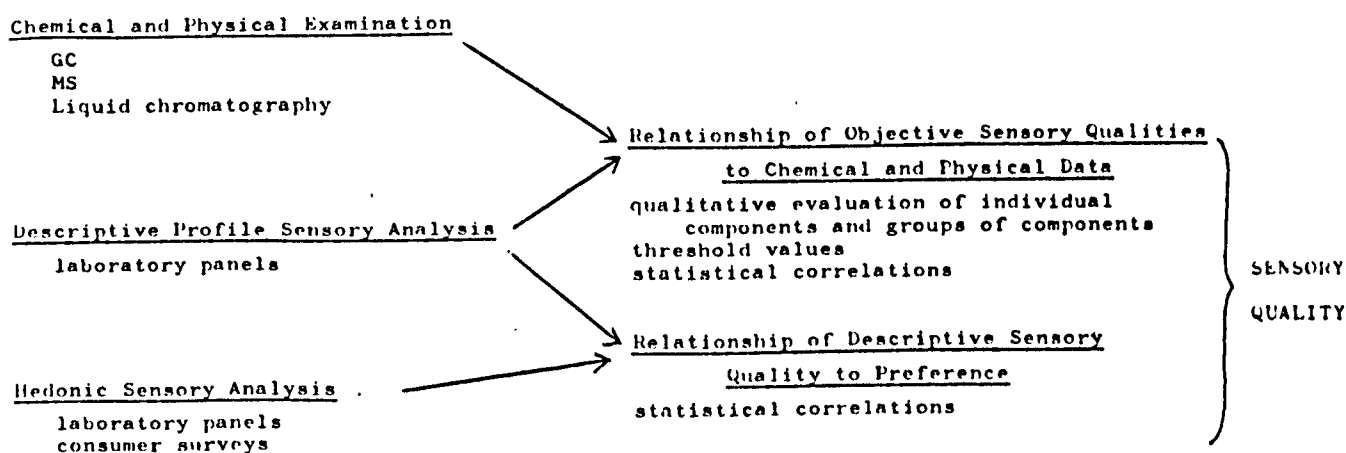 Chemical and Physical Examination
GC
MS
Liquid chromatography
Descriptive Profile Sensory Analysis
laboratory panels
Hedonic Sensory Analysis
laboratory panels
consumer surveys
Relationship of Objective Sensory Qualities
to Chemical and Physical Data
qualitative evaluation of individual
components and groups of components
threshold values
statistical correlations
Relationship of Descriptive Sensory
Quality to Preference
statistical correlations
SENSORY
QUALITY